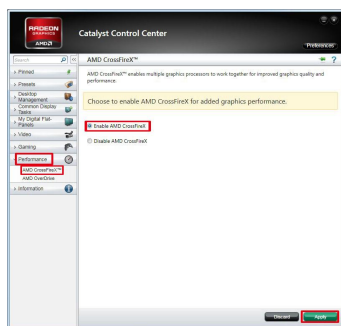 RADEON
GRAPHICS
AMD
Catalyst Control Center
Preferences
Search
AMD CrossFireX™
Pinned
Presets
Desktop
Management
Common Display
Tasks
My Digital Flat-
Panels
Video
Gaming
Performance
AMD CrossFireX™
AMD OverDrive
Information
AMD CrossFireX™ enables multiple graphics processors to work together for improved graphics quality and
performance.
Choose to enable AMD CrossFireX for added graphics performance.
Enable AMD CrossFireX
Disable AMD CrossFireX
Discard
Apply